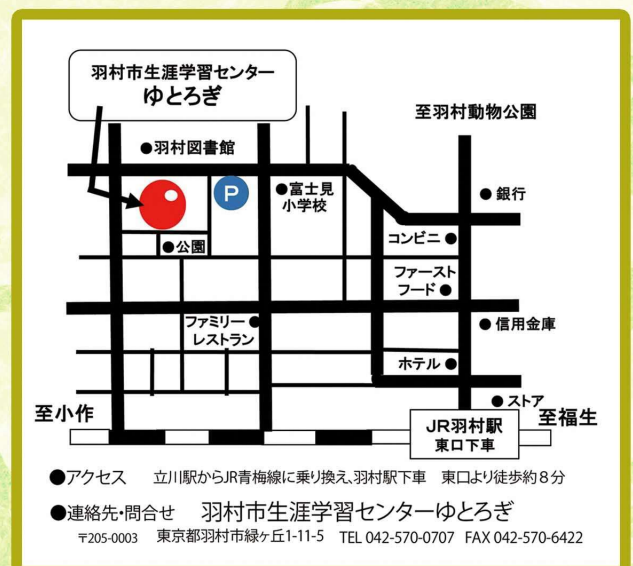 羽村市生涯学習センター
ゆとろぎ
至羽村動物公園
●羽村図書館
P
●富士見
小学校
●銀行
コンビニ●
●公園
ファースト
フード●
ファミリー●
レストラン
●信用金庫
ホテル●
●ストア
至小作
JR羽村駅
東口下車
至福生
●アクセス 立川駅からJR青梅線に乗り換え、羽村駅下車 東口より徒歩約8分
●連絡先・問合せ 羽村市生涯学習センターゆとろぎ
〒205-0003 東京都羽村市緑ヶ丘1-11-5 TEL 042-570-0707 FAX 042-570-6422